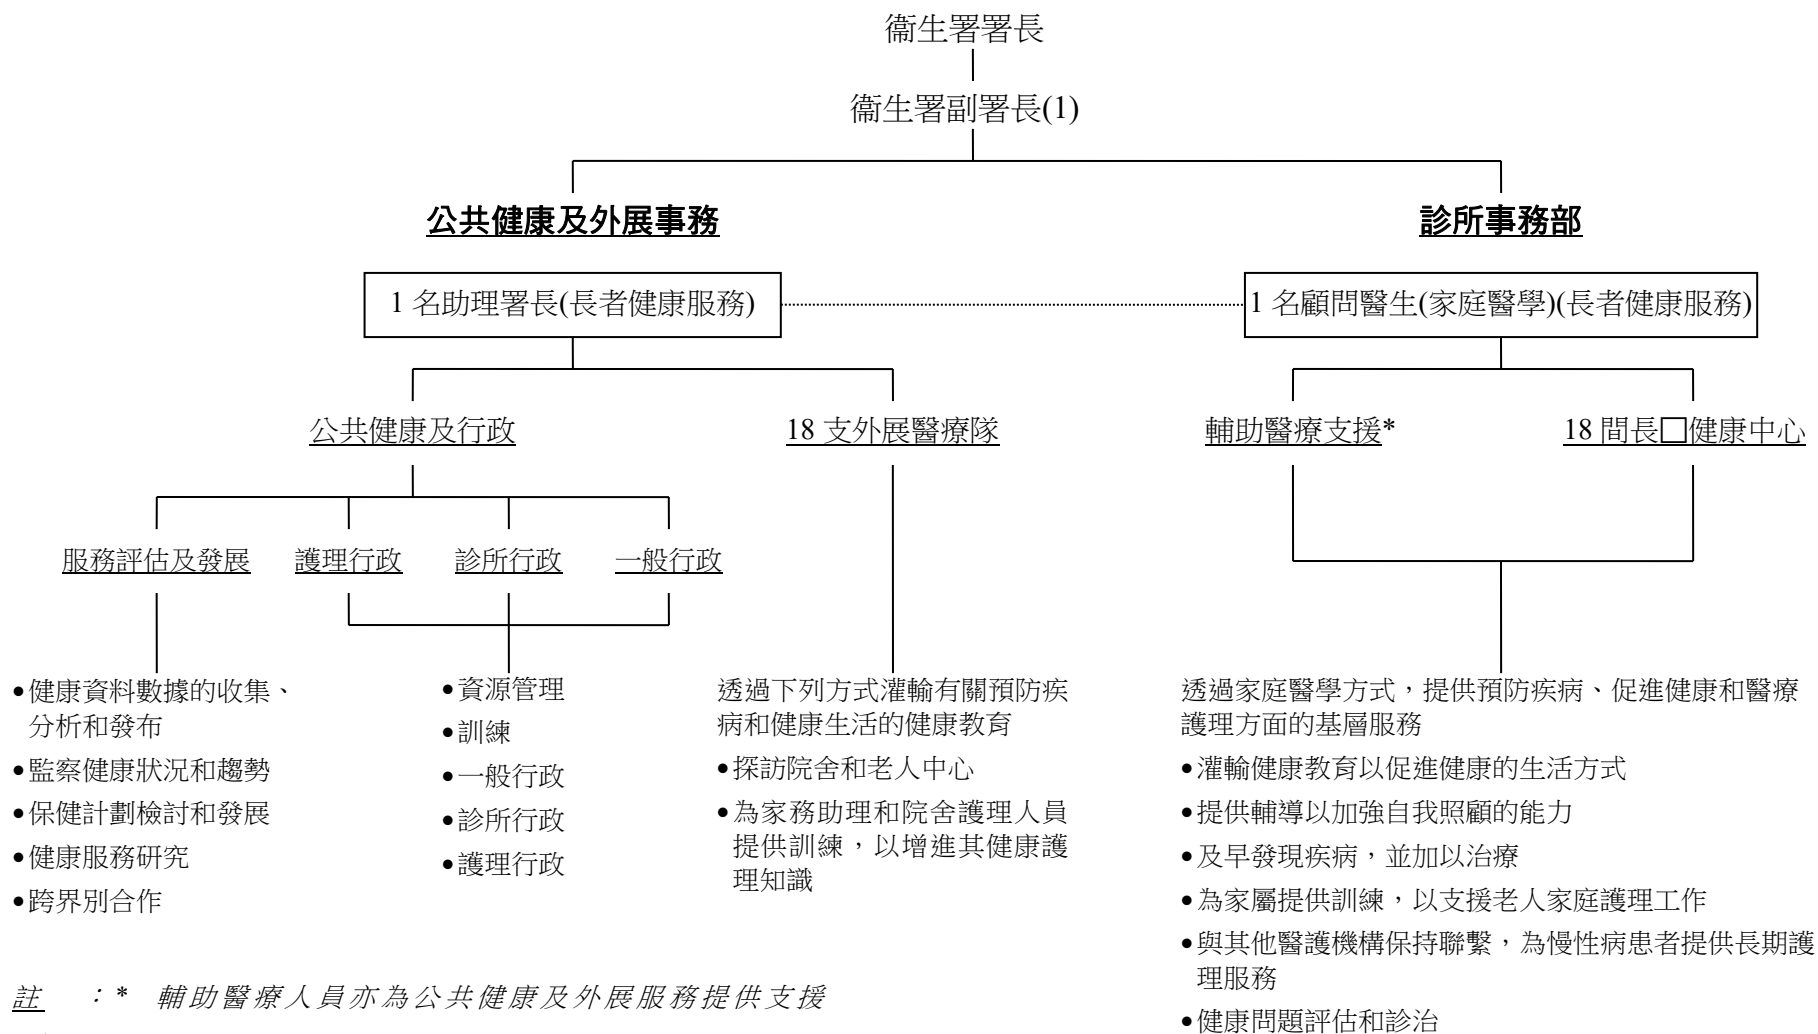 衞生署署長
衞生署副署長(1)
公共健康及外展事務
診所事務部
1 名助理署長(長者健康服務)
1 名顧問醫生(家庭醫學)(長者健康服務)
公共健康及行政
18 支外展醫療隊
輔助醫療支援*
18 間長□健康中心
服務評估及發展
護理行政
診所行政
一般行政
•健康資料數據的收集、
分析和發布
•監察健康狀況和趨勢
•保健計劃檢討和發展
•健康服務研究
•跨界別合作
•資源管理
•訓練
•一般行政
•診所行政
•護理行政
透過下列方式灌輸有關預防疾
病和健康生活的健康教育
•探訪院舍和老人中心
•為家務助理和院舍護理人員
提供訓練，以增進其健康護
理知識
透過家庭醫學方式，提供預防疾病、促進健康和醫療
護理方面的基層服務
•灌輸健康教育以促進健康的生活方式
•提供輔導以加強自我照顧的能力
•及早發現疾病，並加以治療
•為家屬提供訓練，以支援老人家庭護理工作
•與其他醫護機構保持聯繫，為慢性病患者提供長期護
理服務
•健康問題評估和診治
註 ：* 輔助醫療人員亦為公共健康及外展服務提供支援